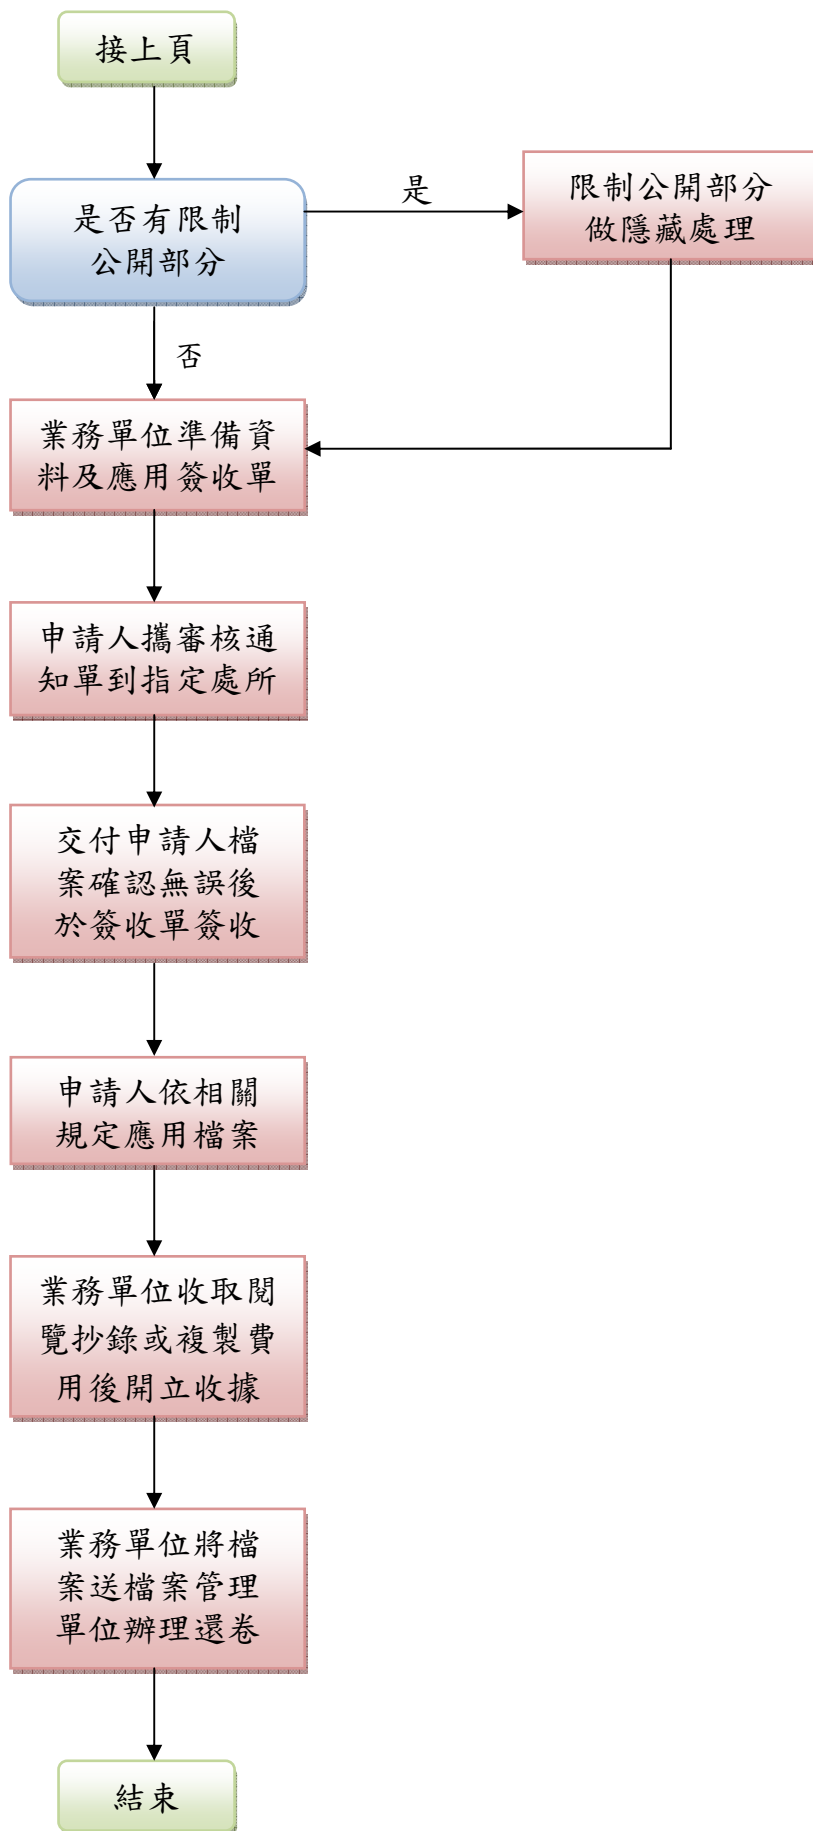 接上頁
是否有限制
公開部分
是
限制公開部分
做隱藏處理
否
業務單位準備資
料及應用簽收單
申請人攜審核通
知單到指定處所
交付申請人檔
案確認無誤後
於簽收單簽收
申請人依相關
規定應用檔案
業務單位收取閱
覽抄錄或複製費
用後開立收據
業務單位將檔
案送檔案管理
單位辦理還卷
結束